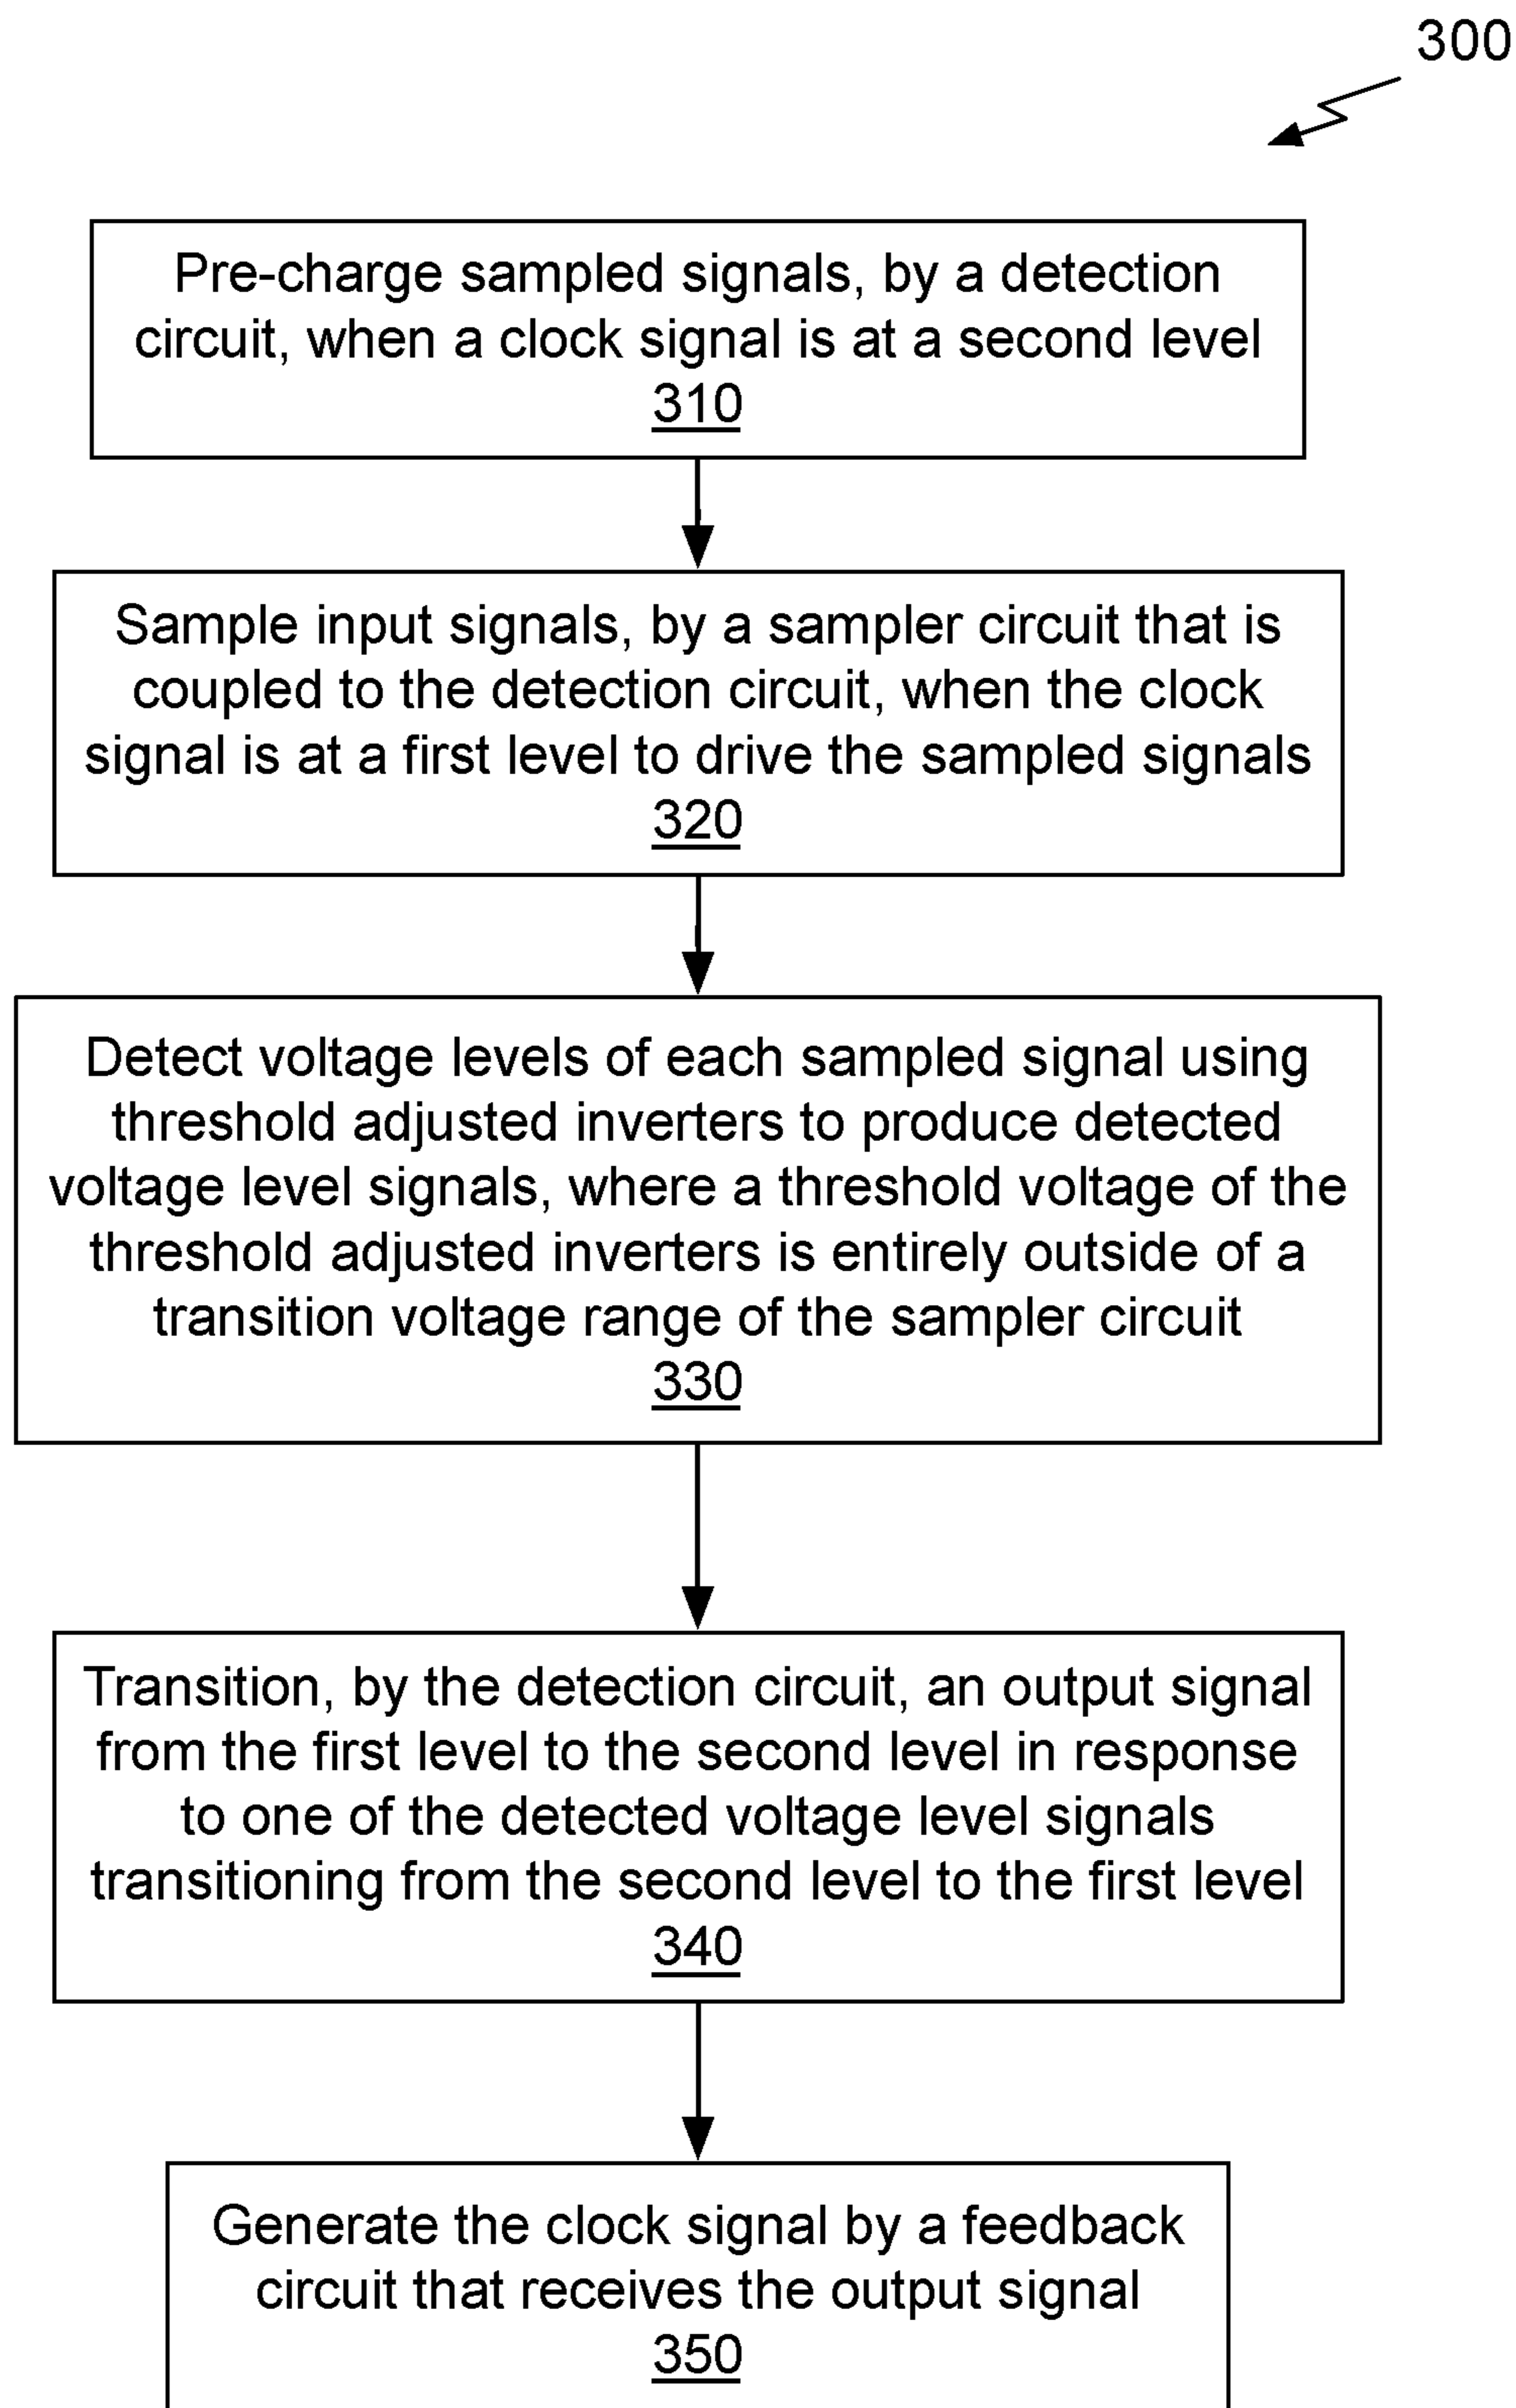 300
Pre-charge sampled signals, by a detection
circuit, when a clock signal is at a second level
310
Sample input signals, by a sampler circuit that is
coupled to the detection circuit, when the clock
signal is at a first level to drive the sampled signals
320
Detect voltage levels of each sampled signal using
threshold adjusted inverters to produce detected
voltage level signals, where a threshold voltage of the
threshold adjusted inverters is entirely outside of a
transition voltage range of the sampler circuit
330
Transition, by the detection circuit, an output signal
from the first level to the second level in response
to one of the detected voltage level signals
transitioning from the second level to the first level
340
Generate the clock signal by a feedback
circuit that receives the output signal
350